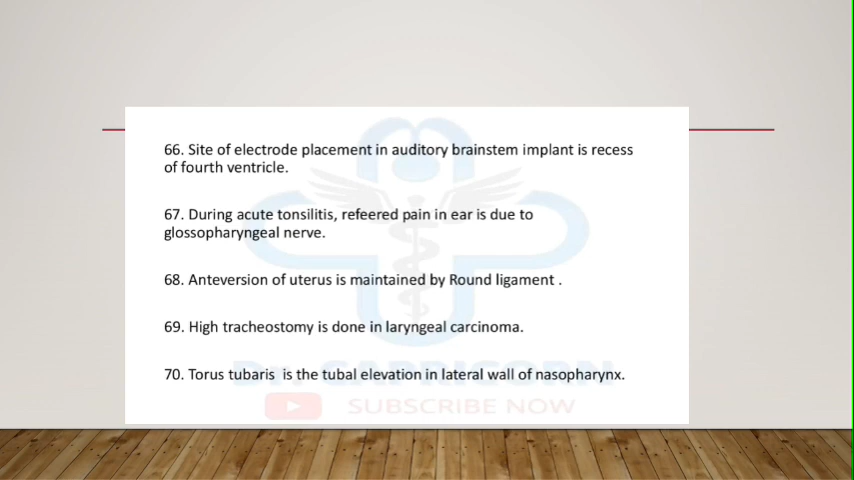 66. Site of electrode placement in auditory brainstem implant is recess
of fourth ventricle.
67. During acute tonsilitis, refeered pain in ear is due to
glossopharyngeal nerve.
68. Anteversion of uterus is maintained by Round ligament .
69. High tracheostomy is done in laryngeal carcinoma.
70. Torus tubaris is the tubal elevation in lateral wall of nasopharynx.
Dr. CAPRICORN
SUBSCRIBE NOW